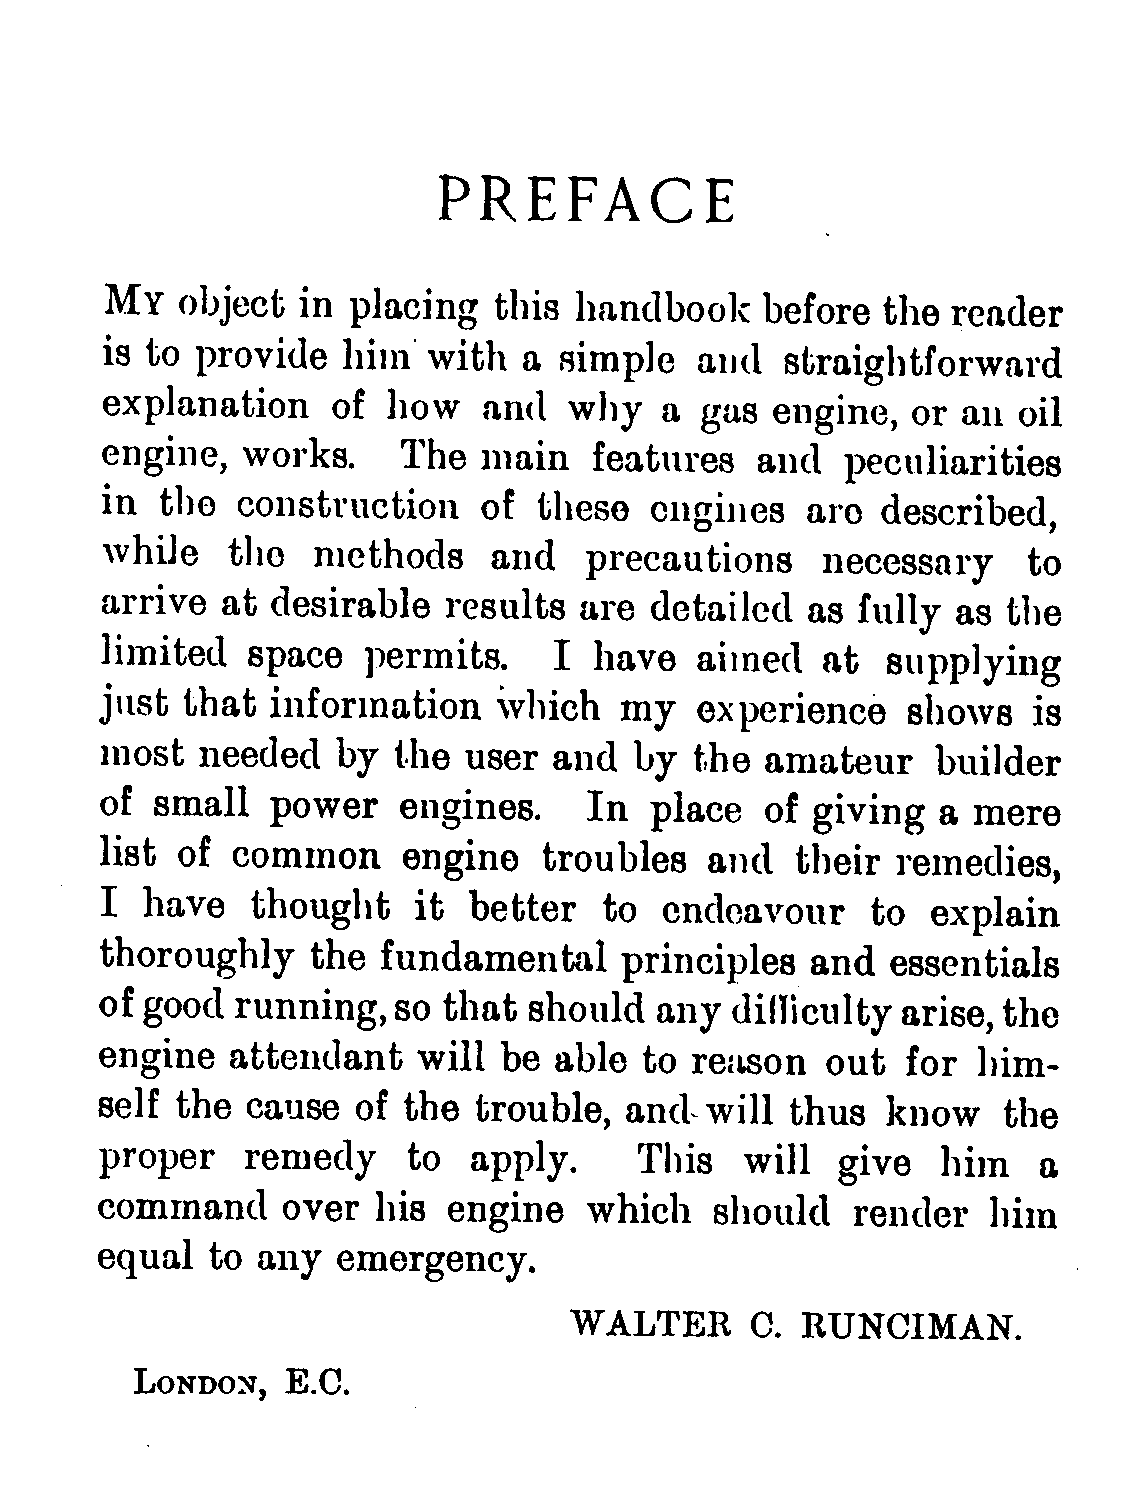 PREFACE
My object in placing this handbook before the reader
is to provide him with a simple and straightforward
explanation of how and why a gas engine, or an oil
engine, works. The main features and peculiarities
in the construction of these engines are described,
while the methods and precautions necessary to
arrive at desirable results are detailed as fully as the
limited space permits. I have aimed at supplying
just that information which my experience shows is
most needed by the user and by the amateur builder
of small power engines. In place of giving a mere
list of common engine troubles and their remedies,
I have thought it better to endeavour to explain
thoroughly the fundamental principles and essentials
of good running, so that should any difficulty arise, the
engine attendant will be able to reason out for him-
self the cause of the trouble, and will thus know the
proper remedy to apply. This will give him a
command over his engine which should render him
equal to any emergency.
WALTER C. RUNCIMAN.
London, E.C.